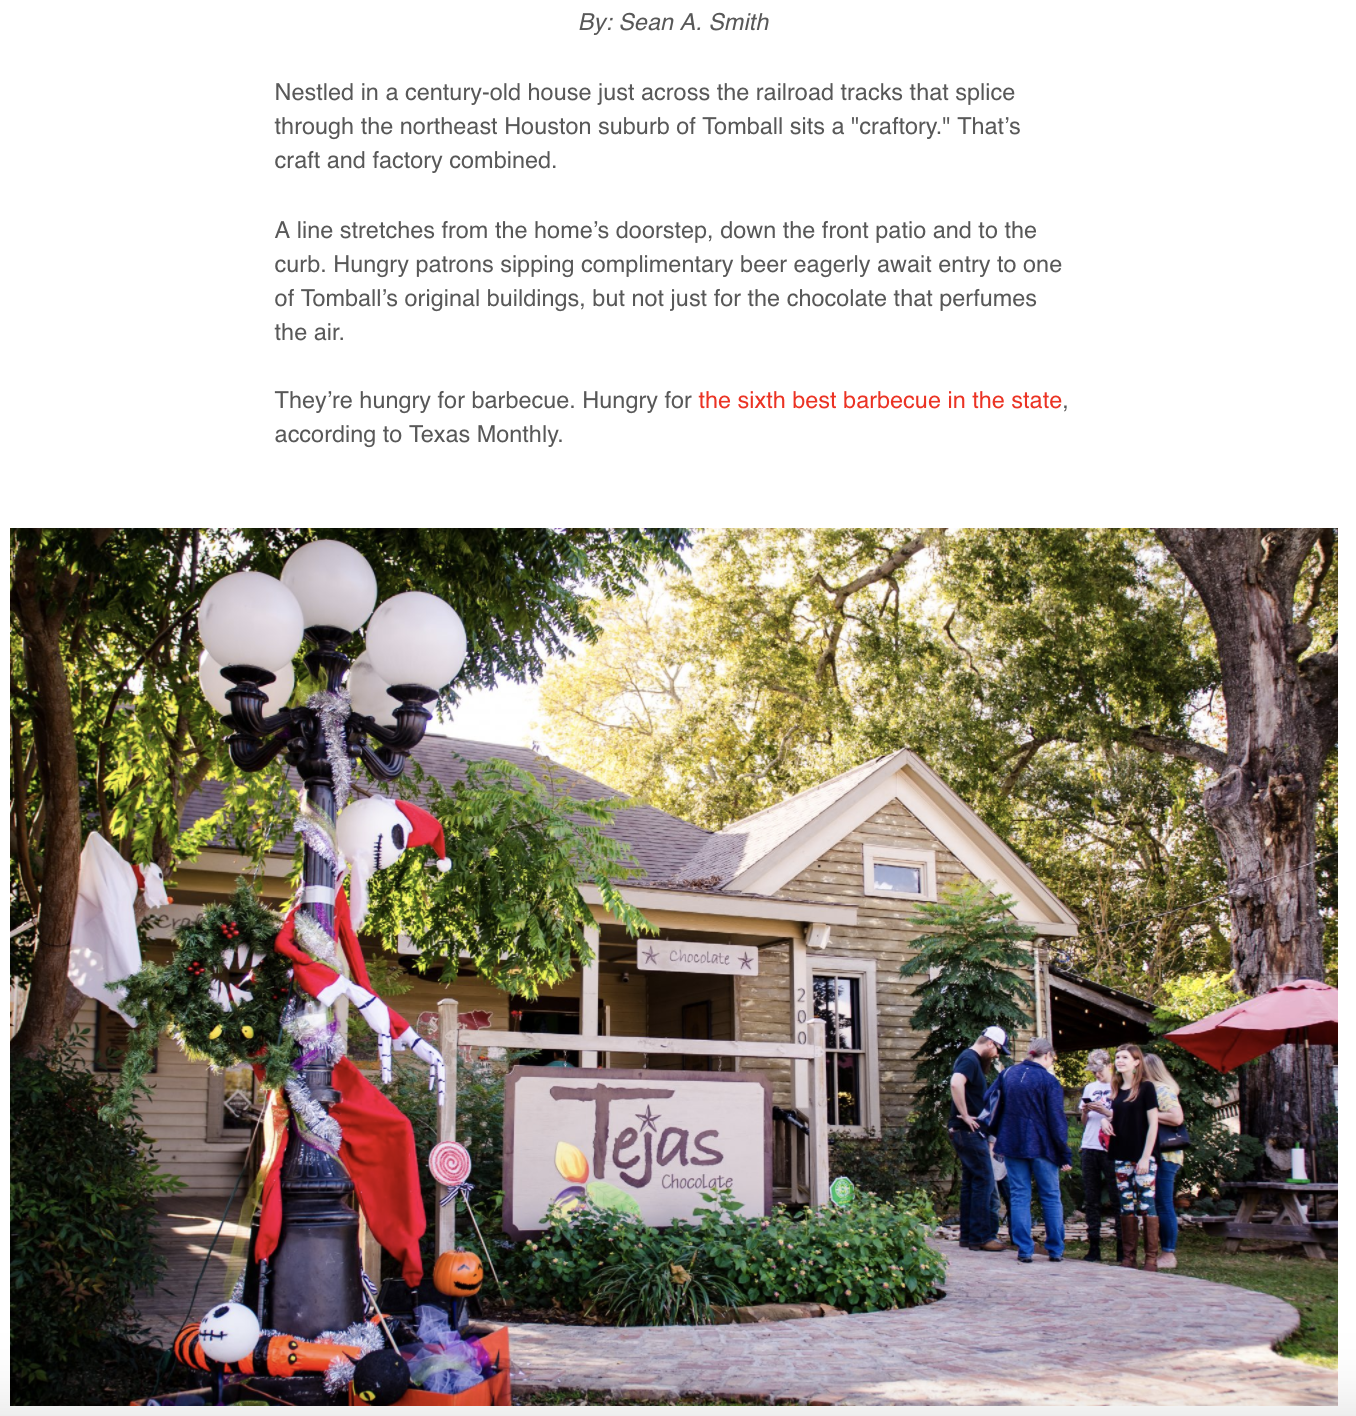 By: Sean A. Smith
Nestled in a century-old house just across the railroad tracks that splice
through the northeast Houston suburb of Tomball sits a "craftory." That’s
craft and factory combined.
A line stretches from the home’s doorstep, down the front patio and to the
curb. Hungry patrons sipping complimentary beer eagerly await entry to one
of Tomball’s original buildings, but not just for the chocolate that perfumes
the air.
They’re hungry for barbecue. Hungry for the sixth best barbecue in the state,
according to Texas Monthly.
Chocolate
200
Tejas
Chocolate